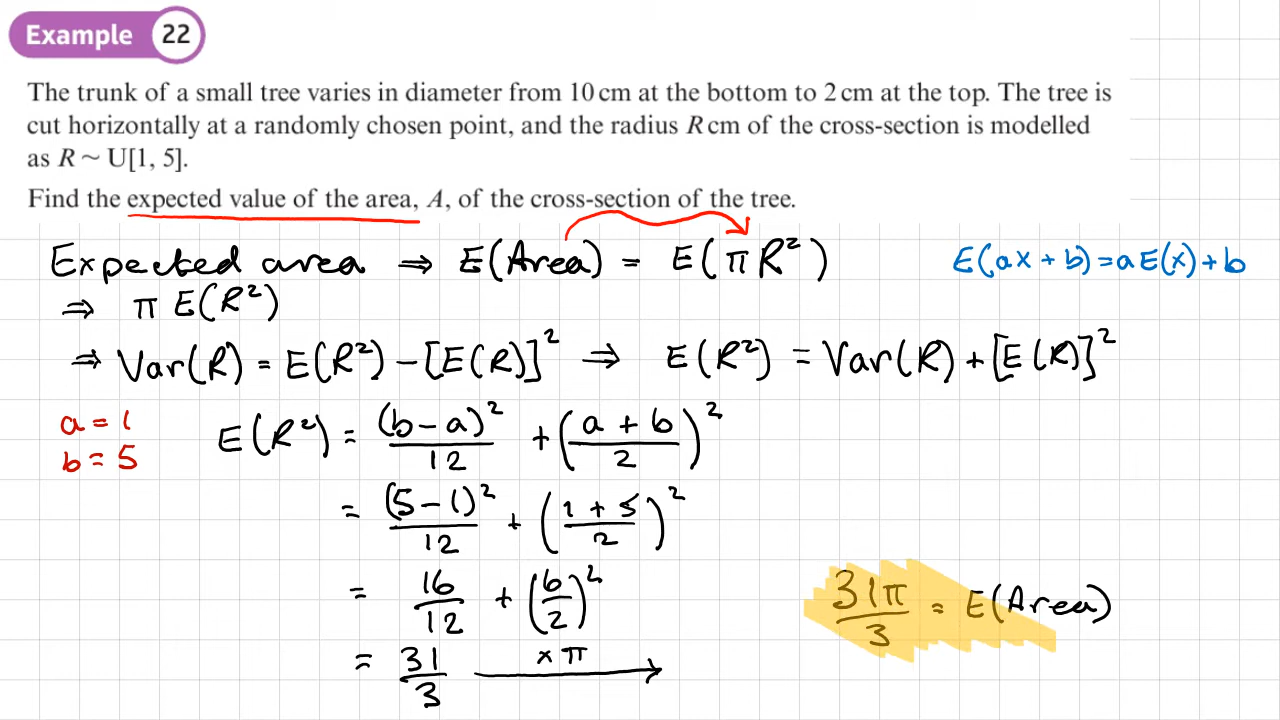 Example 22
The trunk of a small tree varies in diameter from 10 cm at the bottom to 2 cm at the top. The tree is
cut horizontally at a randomly chosen point, and the radius R cm of the cross-section is modelled
as R ~ U[1, 5].
Find the expected value of the area, A, of the cross-section of the tree.
Expected area ⇒ E(Area) = E(πR²)
E(ax + b) = aE(x) + b
⇒ π E(R²)
⇒ Var(R) = E(R²) − [E(R)]² ⇒ E(R²) = Var(R) + [E(R)]²
a = 1
b = 5
E(R²) = (b − a)²/12 + ((a + b)/2)²
= (5 − 1)²/12 + ((1 + 5)/2)²
= 16/12 + (6/2)²
= 31/3 × π →
31π/3 = E(Area)